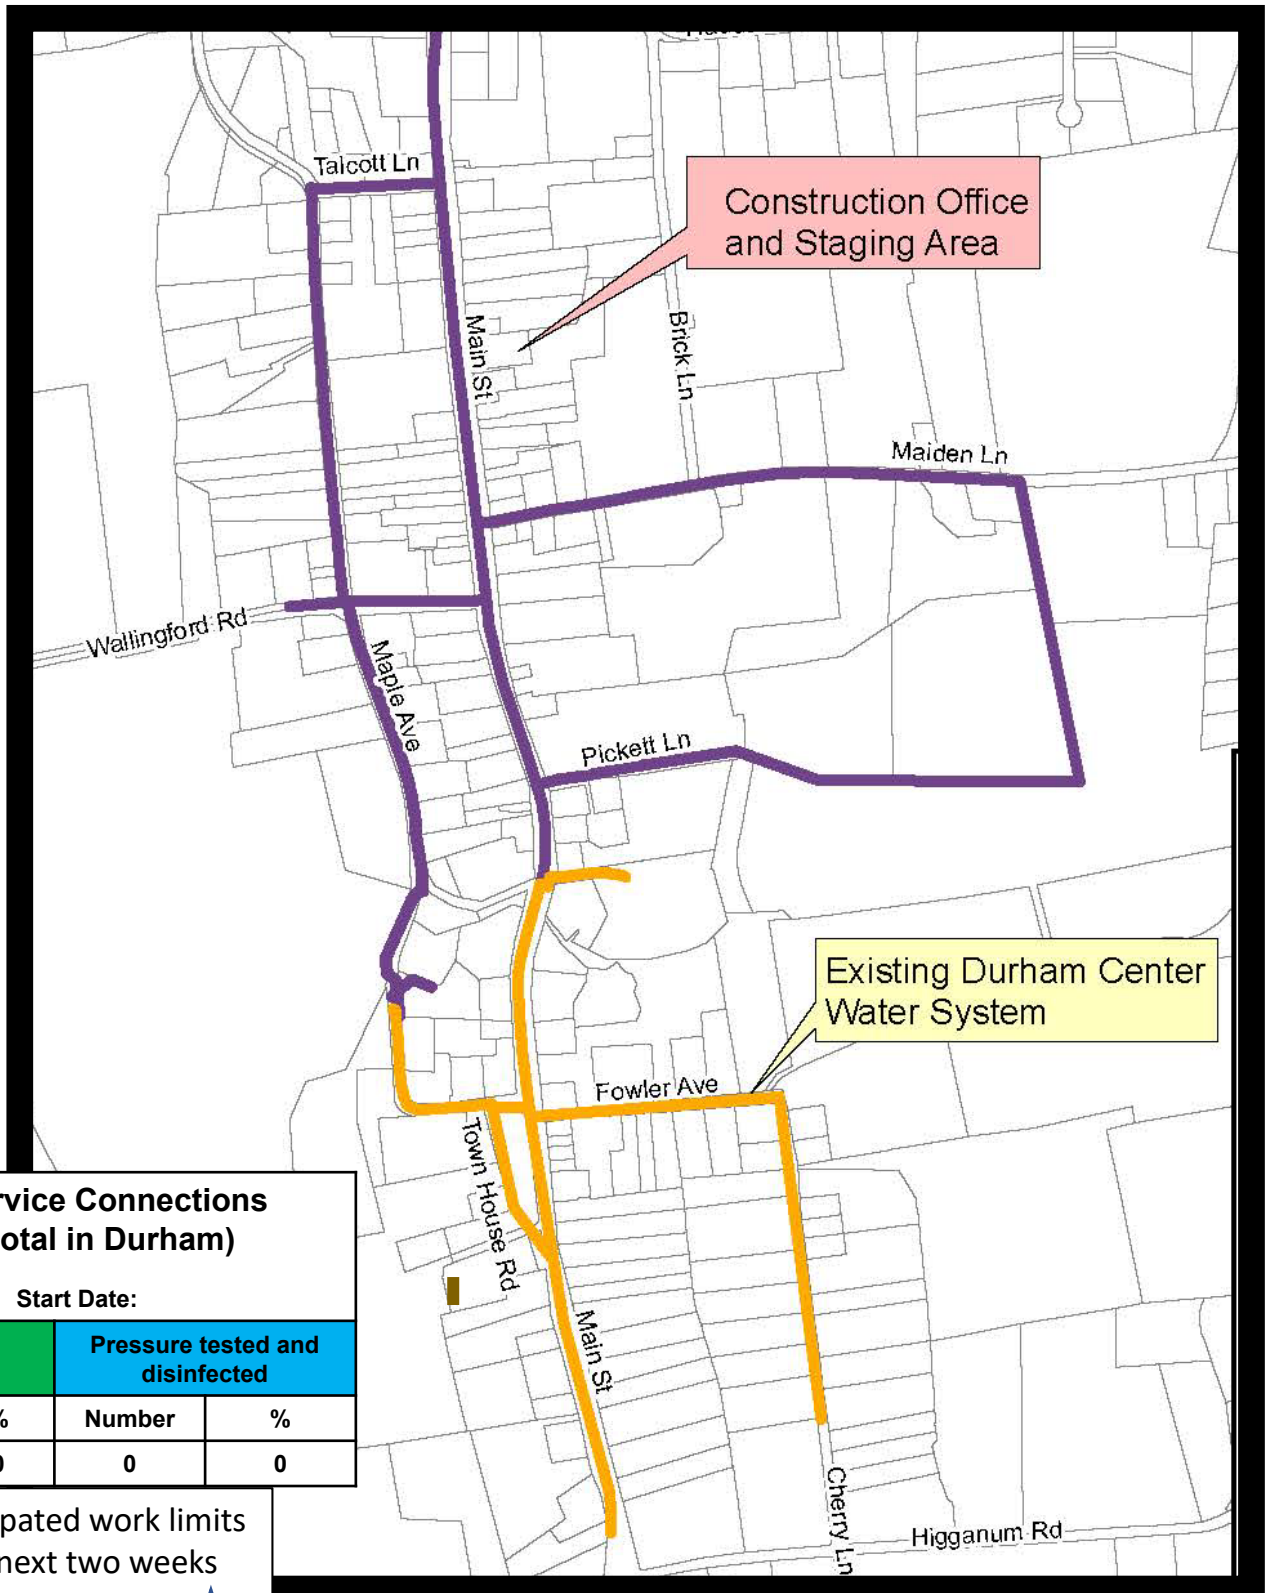 Talcott Ln
Construction Office
and Staging Area
Main St
Brick Ln
Maiden Ln
Wallingford Rd
Maple Ave
Pickett Ln
Existing Durham Center
Water System
Fowler Ave
Town House Rd
rvice Connections
otal in Durham)
Start Date:
Pressure tested and
disinfected
% Number %
0 0 0
Main St
Cherry Ln
Higganum Rd
pated work limits
next two weeks